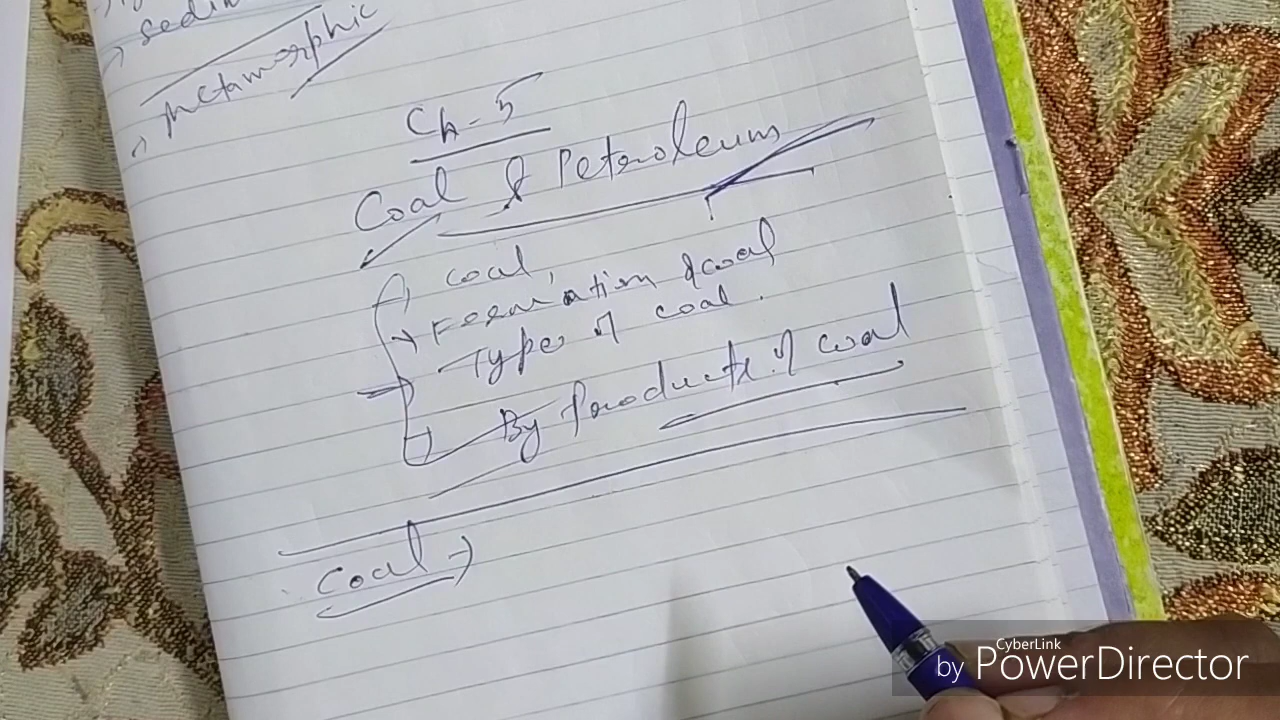 → sedim
→ metamorphic
Ch-5
Coal & Petroleum
coal,
→ Formation of coal
Types of coal.
By Products of coal
coal →
CyberLink
by PowerDirector